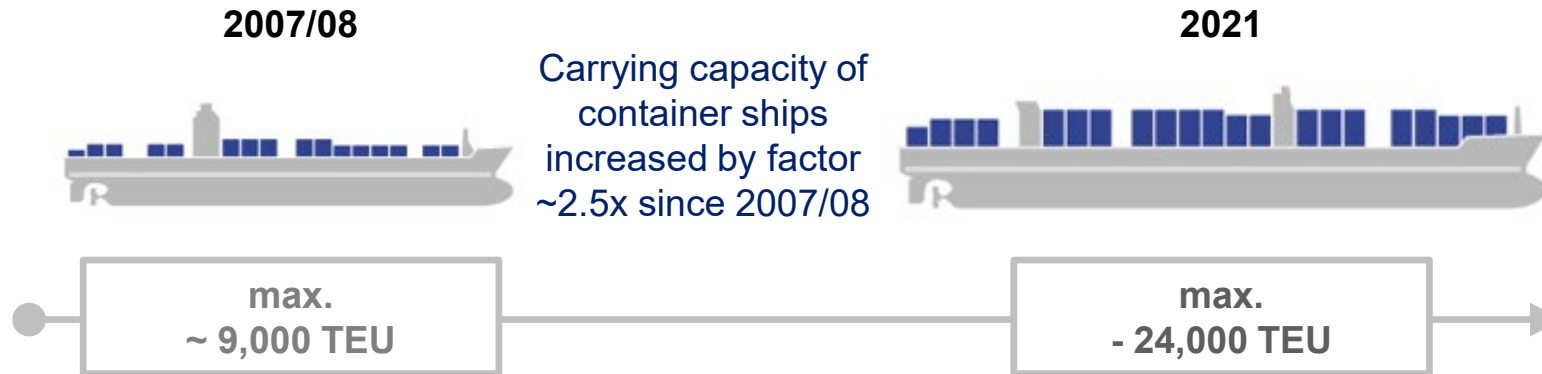 2007/08
Carrying capacity of
container ships
increased by factor
~2.5x since 2007/08
2021
max.
~ 9,000 TEU
max.
- 24,000 TEU